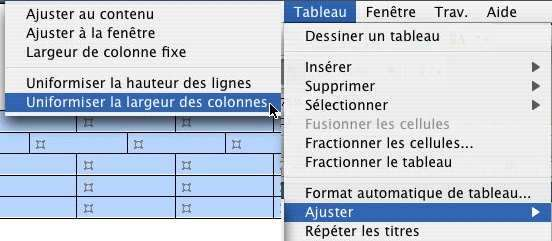 Tableau Fenêtre Trav. Aide
Dessiner un tableau
Insérer
Supprimer
Sélectionner
Fusionner les cellules
Fractionner les cellules...
Fractionner le tableau
Format automatique de tableau...
Ajuster
Répéter les titres
Ajuster au contenu
Ajuster à la fenêtre
Largeur de colonne fixe
Uniformiser la hauteur des lignes
Uniformiser la largeur des colonnes